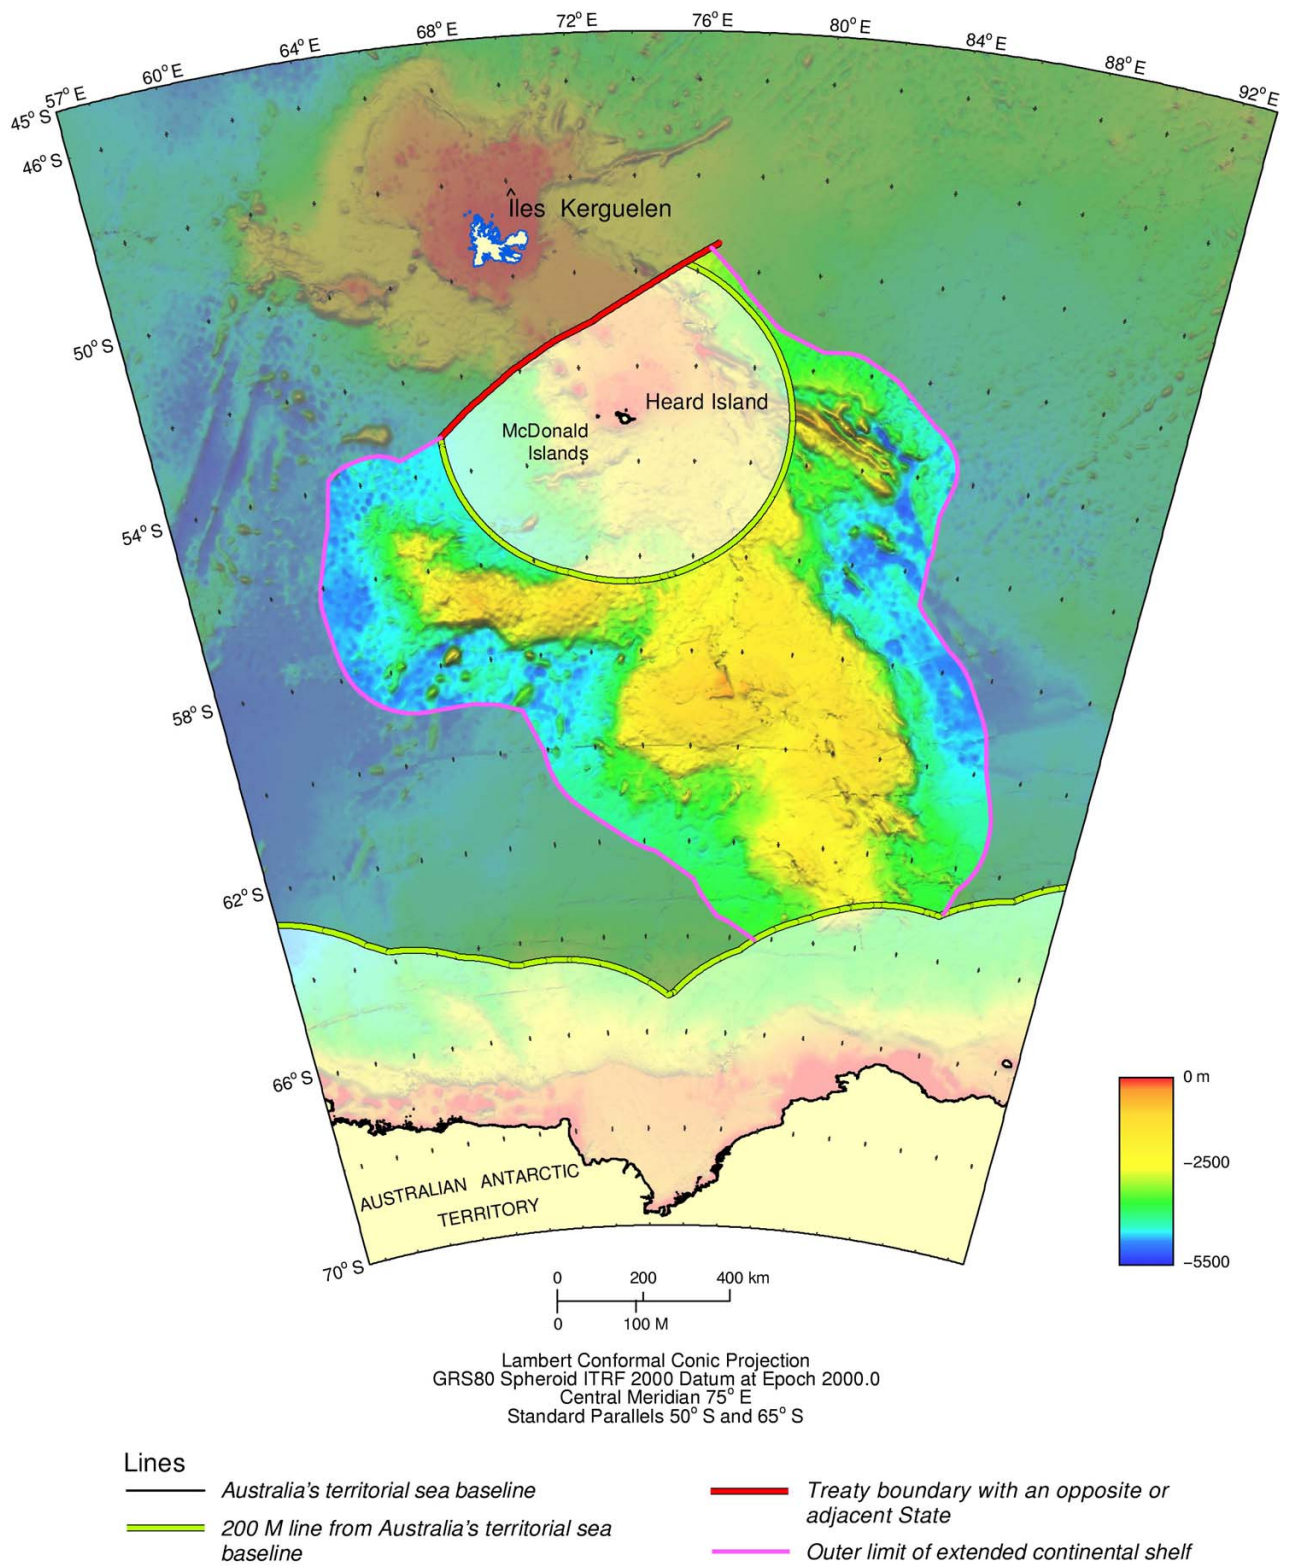 57° E
60° E
64° E
68° E
72° E
76° E
80° E
84° E
88° E
92° E
45° S
46° S
50° S
54° S
58° S
62° S
66° S
70° S
Îles Kerguelen
Heard Island
McDonald
Islands
AUSTRALIAN ANTARCTIC
TERRITORY
0 m
−2500
−5500
0 200 400 km
0 100 M
Lambert Conformal Conic Projection
GRS80 Spheroid ITRF 2000 Datum at Epoch 2000.0
Central Meridian 75° E
Standard Parallels 50° S and 65° S
Lines
Australia's territorial sea baseline
200 M line from Australia's territorial sea
baseline
Treaty boundary with an opposite or
adjacent State
Outer limit of extended continental shelf